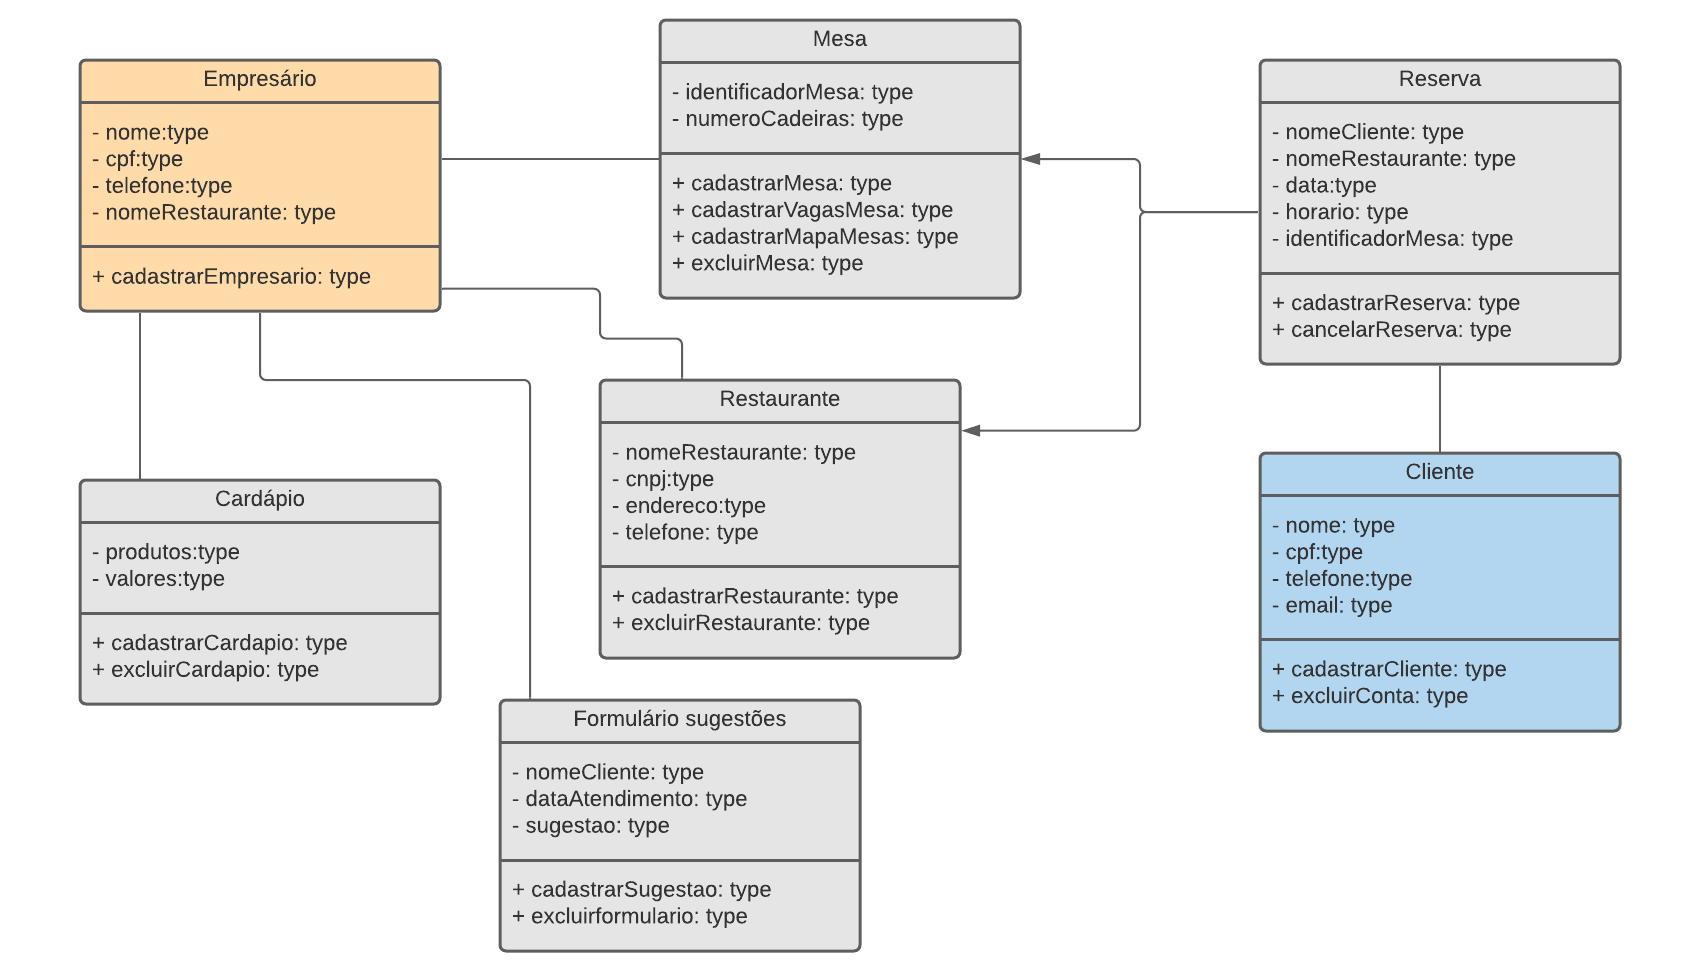 Empresário
- nome:type
- cpf:type
- telefone:type
- nomeRestaurante: type
+ cadastrarEmpresario: type
Mesa
- identificadorMesa: type
- numeroCadeiras: type
+ cadastrarMesa: type
+ cadastrarVagasMesa: type
+ cadastrarMapaMesas: type
+ excluirMesa: type
Reserva
- nomeCliente: type
- nomeRestaurante: type
- data:type
- horario: type
- identificadorMesa: type
+ cadastrarReserva: type
+ cancelarReserva: type
Restaurante
- nomeRestaurante: type
- cnpj:type
- endereco:type
- telefone: type
+ cadastrarRestaurante: type
+ excluirRestaurante: type
Cliente
- nome: type
- cpf:type
- telefone:type
- email: type
+ cadastrarCliente: type
+ excluirConta: type
Cardápio
- produtos:type
- valores:type
+ cadastrarCardapio: type
+ excluirCardapio: type
Formulário sugestões
- nomeCliente: type
- dataAtendimento: type
- sugestao: type
+ cadastrarSugestao: type
+ excluirformulario: type